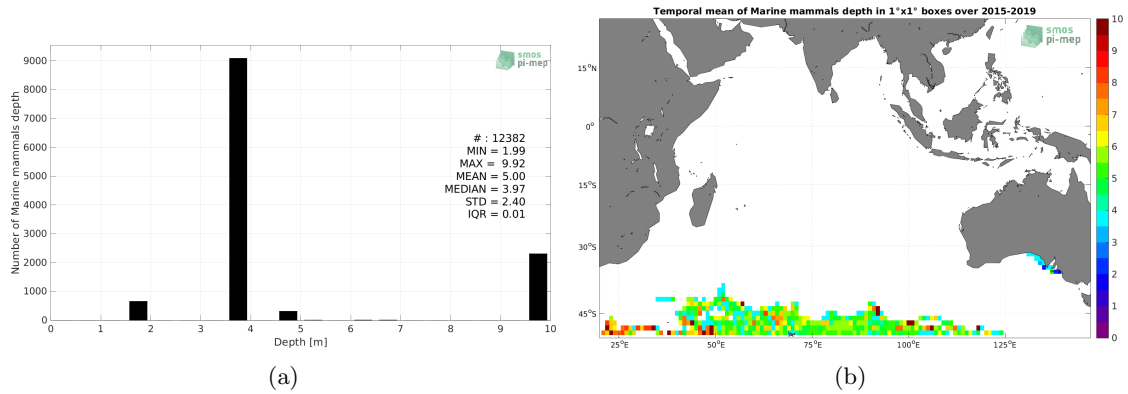 smos
pi-mep
9000
8000
7000
6000
5000
4000
3000
2000
1000
0
Number of Marine mammals depth
# : 12382
MIN = 1.99
MAX = 9.92
MEAN = 5.00
MEDIAN = 3.97
STD = 2.40
IQR = 0.01
0 1 2 3 4 5 6 7 8 9 10
Depth [m]
(a)
Temporal mean of Marine mammals depth in 1°x1° boxes over 2015-2019
smos
pi-mep
15°N
0°
15°S
30°S
45°S
25°E 50°E 75°E 100°E 125°E
10
9
8
7
6
5
4
3
2
1
0
(b)